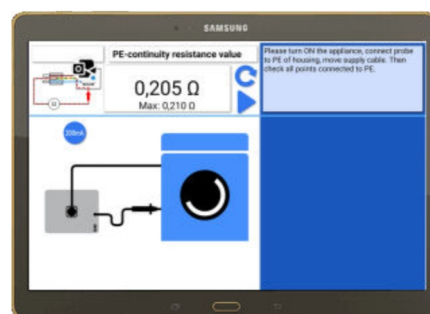 SAMSUNG
PE-continuity resistance value
0,205 Ω
Max: 0,210 Ω
Please turn ON the appliance, connect probe
to PE of housing, move supply cable. Then
check all points connected to PE.
Ω
200mA